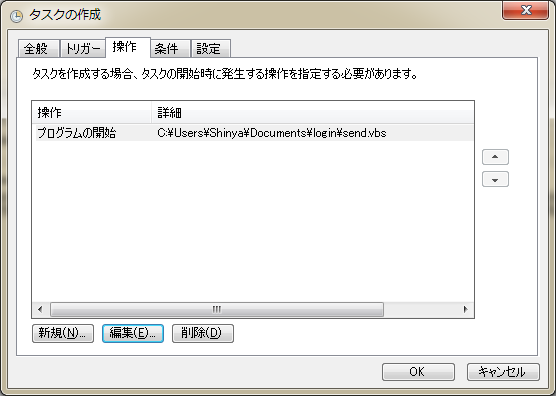 タスクの作成
全般 トリガー 操作 条件 設定
タスクを作成する場合、タスクの開始時に発生する操作を指定する必要があります。
操作 詳細
プログラムの開始 C:¥Users¥Shinya¥Documents¥login¥send.vbs
新規(N)... 編集(E)... 削除(D)
OK キャンセル